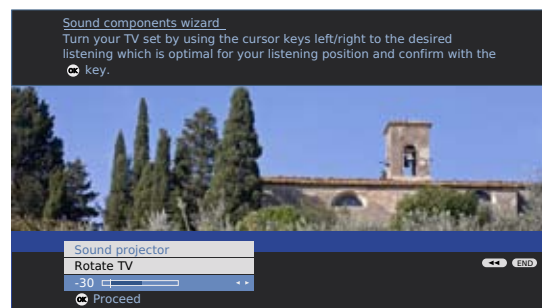 Sound components wizard
Turn your TV set by using the cursor keys left/right to the desired
listening which is optimal for your listening position and confirm with the
OK key.
Sound projector
Rotate TV
-30
END
OK Proceed